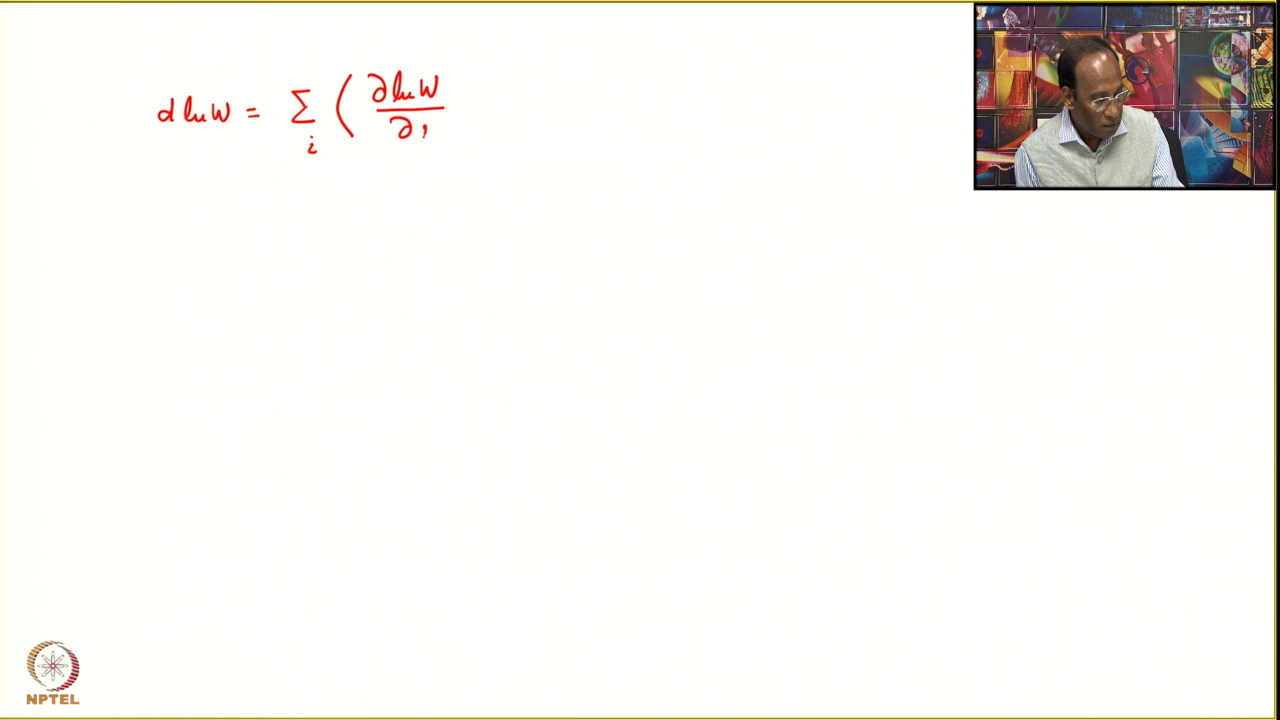 d ln W = Σ_i ( ∂ ln W / ∂
NPTEL